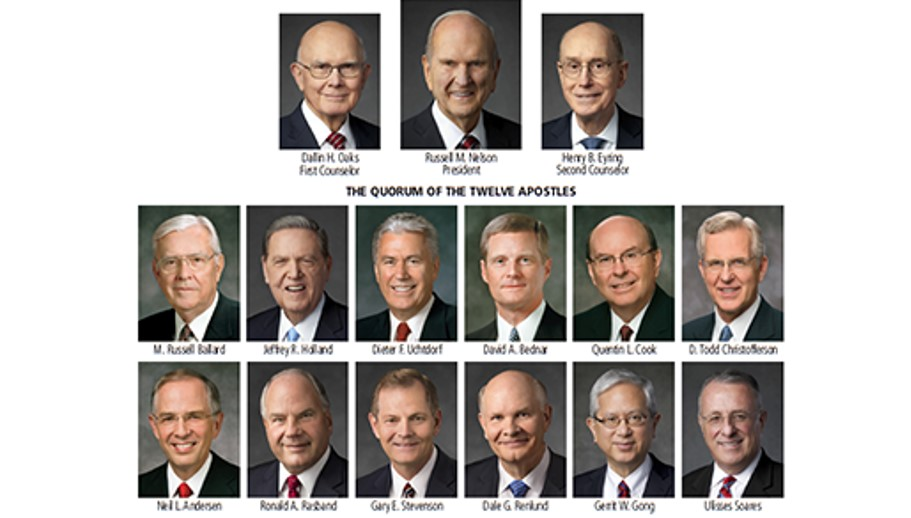 Dallin H. Oaks
First Counselor
Russell M. Nelson
President
Henry B. Eyring
Second Counselor
THE QUORUM OF THE TWELVE APOSTLES
M. Russell Ballard
Jeffrey R. Holland
Dieter F. Uchtdorf
David A. Bednar
Quentin L. Cook
D. Todd Christofferson
Neil L. Andersen
Ronald A. Rasband
Gary E. Stevenson
Dale G. Renlund
Gerrit W. Gong
Ulisses Soares